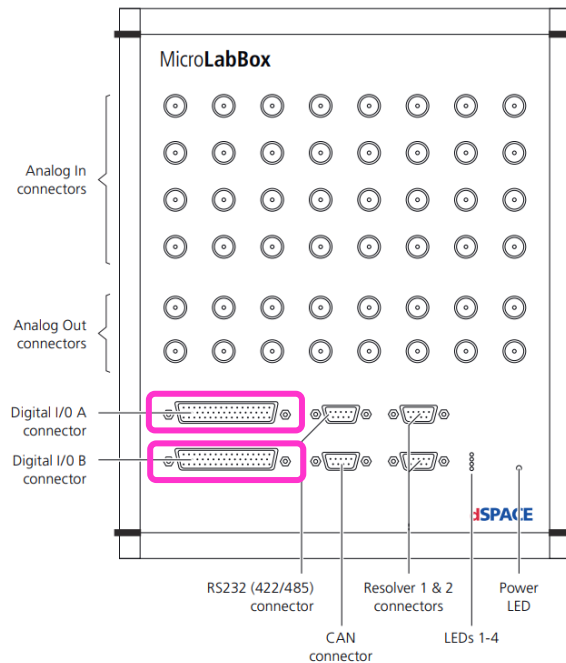 MicroLabBox
Analog In
connectors
Analog Out
connectors
Digital I/0 A
connector
Digital I/0 B
connector
dSPACE
RS232 (422/485)
connector
Resolver 1 & 2
connectors
Power
LED
CAN
connector
LEDs 1-4